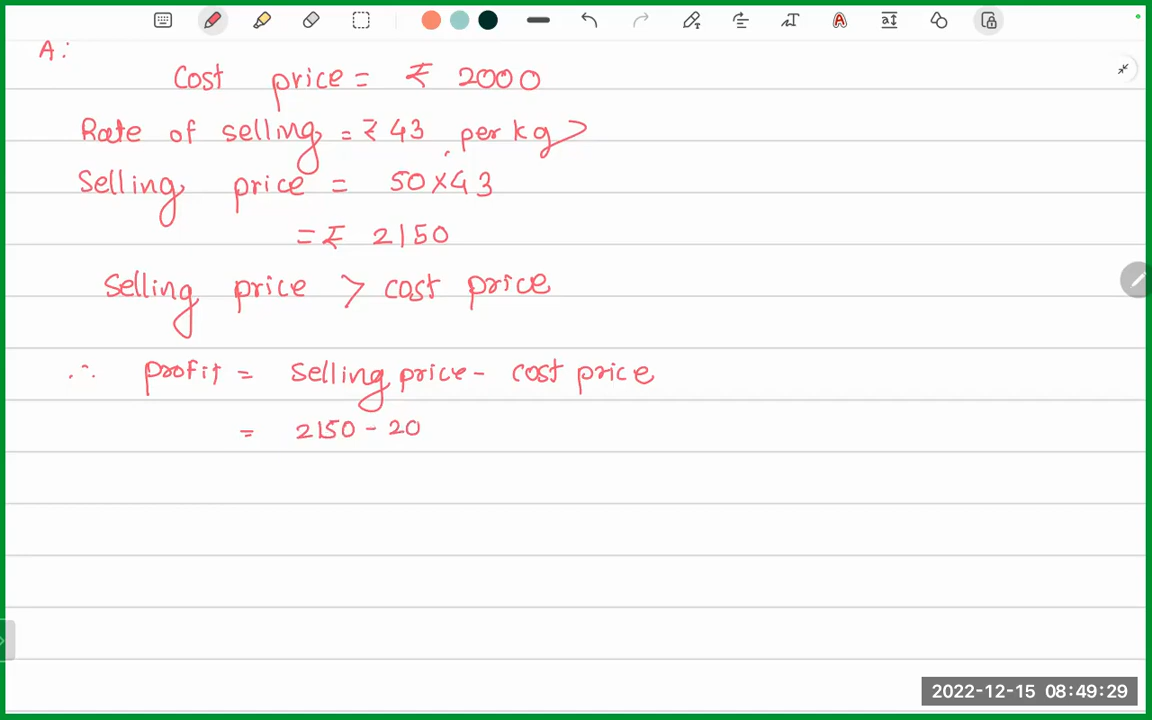 A:
Cost price = ₹ 2000
Rate of selling = ₹ 43 per kg
Selling price = 50 × 43
= ₹ 2150
Selling price > cost price
∴ profit = selling price - cost price
= 2150 - 20
2022-12-15 08:49:29